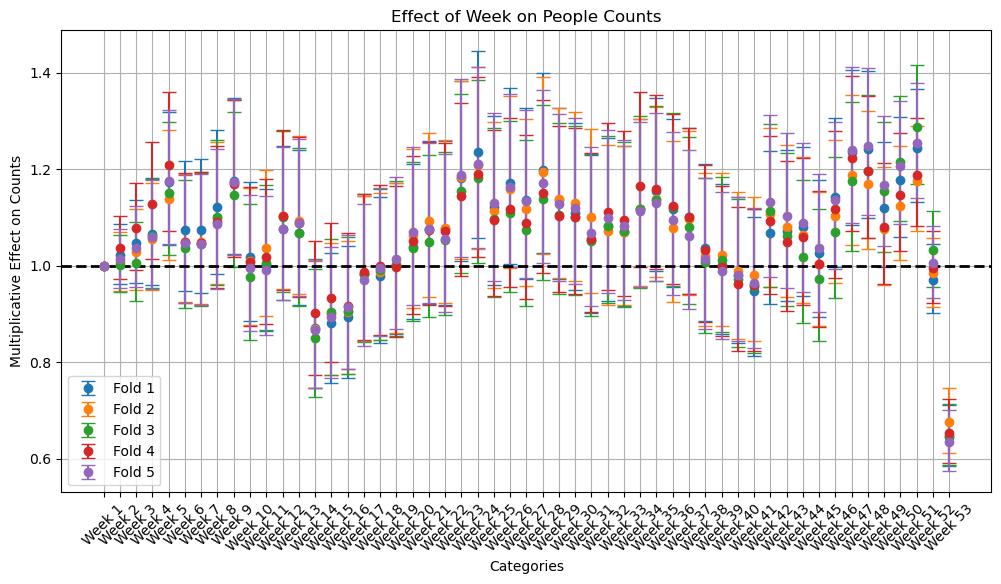 Effect of Week on People Counts
Multiplicative Effect on Counts
1.4
1.2
1.0
0.8
0.6
Fold 1
Fold 2
Fold 3
Fold 4
Fold 5
Week 1
Week 2
Week 3
Week 4
Week 5
Week 6
Week 7
Week 8
Week 9
Week 10
Week 11
Week 12
Week 13
Week 14
Week 15
Week 16
Week 17
Week 18
Week 19
Week 20
Week 21
Week 22
Week 23
Week 24
Week 25
Week 26
Week 27
Week 28
Week 29
Week 30
Week 31
Week 32
Week 33
Week 34
Week 35
Week 36
Week 37
Week 38
Week 39
Week 40
Week 41
Week 42
Week 43
Week 44
Week 45
Week 46
Week 47
Week 48
Week 49
Week 50
Week 51
Week 52
Week 53
Categories